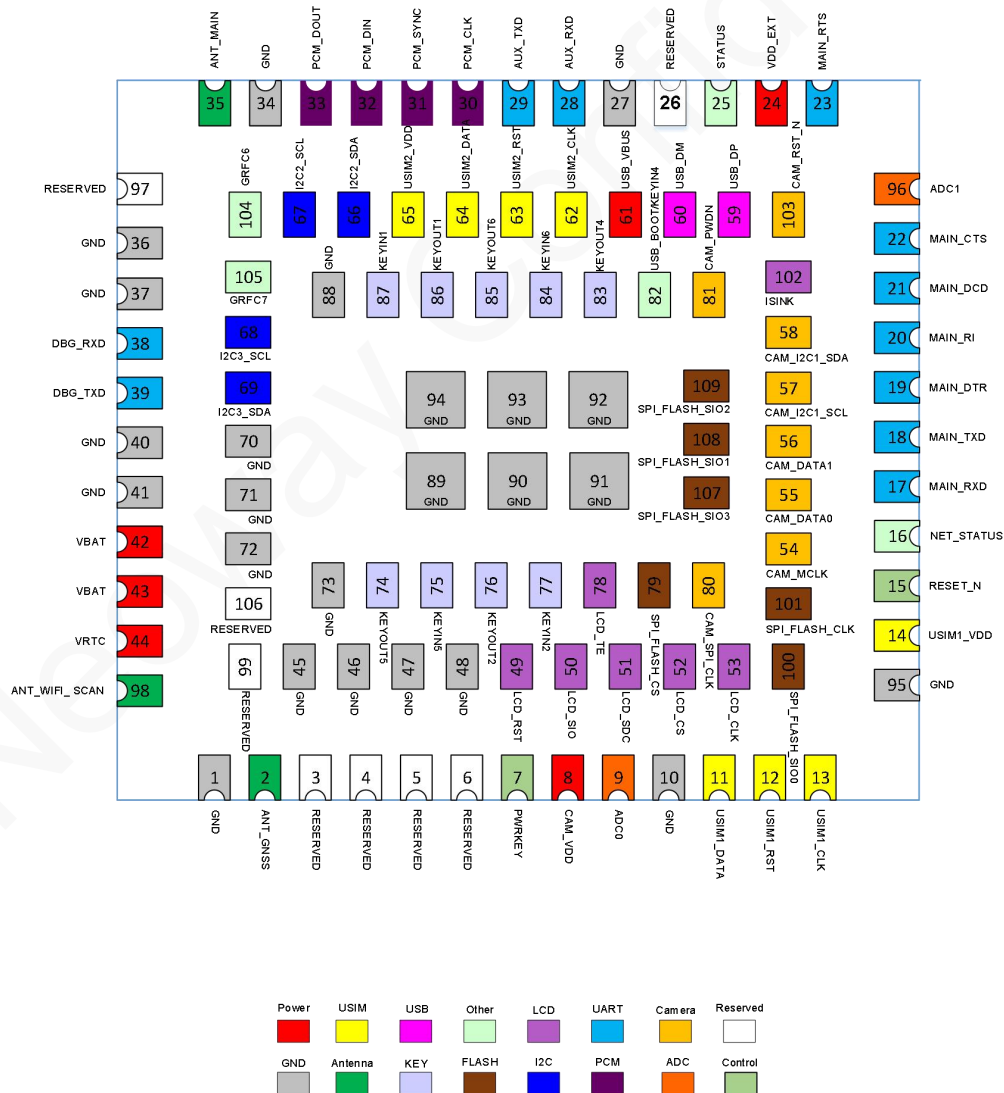 ANT_MAIN
GND
PCM_DOUT
PCM_DIN
PCM_SYNC
PCM_CLK
AUX_TXD
AUX_RXD
GND
RESERVED
STATUS
VDD_EXT
MAIN_RTS
35
34
33
32
31
30
29
28
27
26
25
24
23
GRFC6
I2C2_SCL
I2C2_SDA
USIM2_VDD
USIM2_DATA
USIM2_RST
USIM2_CLK
USB_VBUS
USB_DM
USB_DP
CAM_RST_N
RESERVED
97
104
67
66
65
64
63
62
61
60
59
103
96
ADC1
GND
36
22
MAIN_CTS
GND
KEYIN1
KEYOUT1
KEYOUT6
KEYIN6
KEYOUT4
USB_BOOT/KEYIN4
CAM_PWDN
GND
37
105
GRFC7
88
87
86
85
84
83
82
81
102
ISINK
21
MAIN_DCD
DBG_RXD
38
68
I2C3_SCL
58
CAM_I2C1_SDA
20
MAIN_RI
DBG_TXD
39
69
I2C3_SDA
94
GND
93
GND
92
GND
109
SPI_FLASH_SIO2
57
CAM_I2C1_SCL
19
MAIN_DTR
GND
40
70
GND
108
SPI_FLASH_SIO1
56
CAM_DATA1
18
MAIN_TXD
GND
41
71
GND
89
GND
90
GND
91
GND
107
SPI_FLASH_SIO3
55
CAM_DATA0
17
MAIN_RXD
VBAT
42
72
GND
54
CAM_MCLK
16
NET_STATUS
VBAT
43
106
RESERVED
73
74
75
76
77
78
79
80
101
SPI_FLASH_CLK
15
RESET_N
GND
KEYOUT5
KEYIN5
KEYOUT2
KEYIN2
LCD_TE
SPI_FLASH_CS
CAM_SPI_CLK
VRTC
44
14
USIM1_VDD
ANT_WIFI_SCAN
98
99
45
46
47
48
49
50
51
52
53
100
95
GND
RESERVED
GND
GND
GND
GND
LCD_RST
LCD_SIO
LCD_SDC
LCD_CS
LCD_CLK
SPI_FLASH_SIO0
1
2
3
4
5
6
7
8
9
10
11
12
13
GND
ANT_GNSS
RESERVED
RESERVED
RESERVED
RESERVED
PWRKEY
CAM_VDD
ADC0
GND
USIM1_DATA
USIM1_RST
USIM1_CLK
Power USIM USB Other LCD UART Camera Reserved
GND Antenna KEY FLASH I2C PCM ADC Control
Neoway Confid